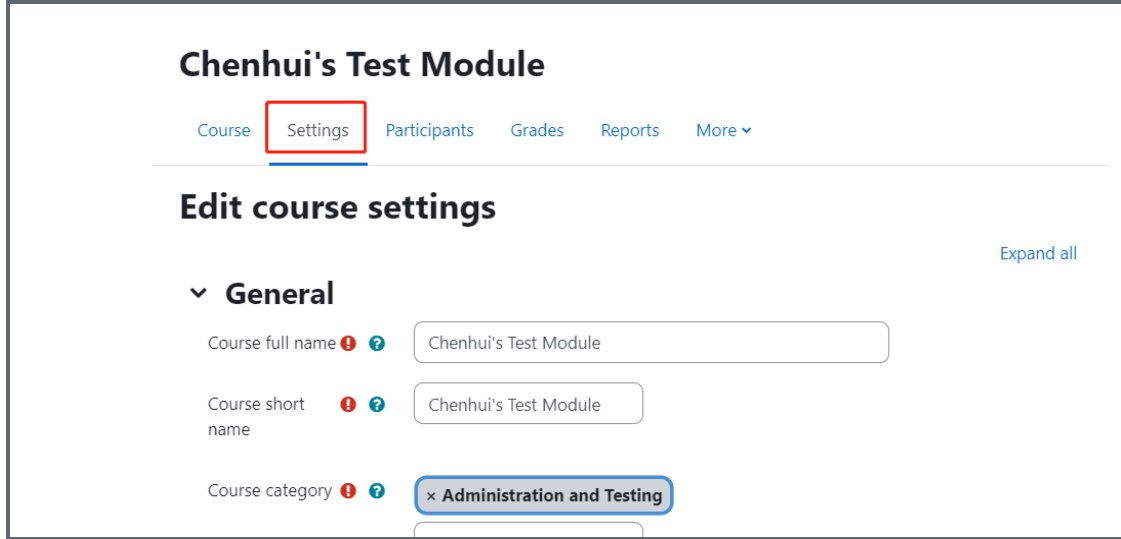 Chenhui's Test Module
Course Settings Participants Grades Reports More
Edit course settings
Expand all
General
Course full name Chenhui's Test Module
Course short name Chenhui's Test Module
Course category × Administration and Testing